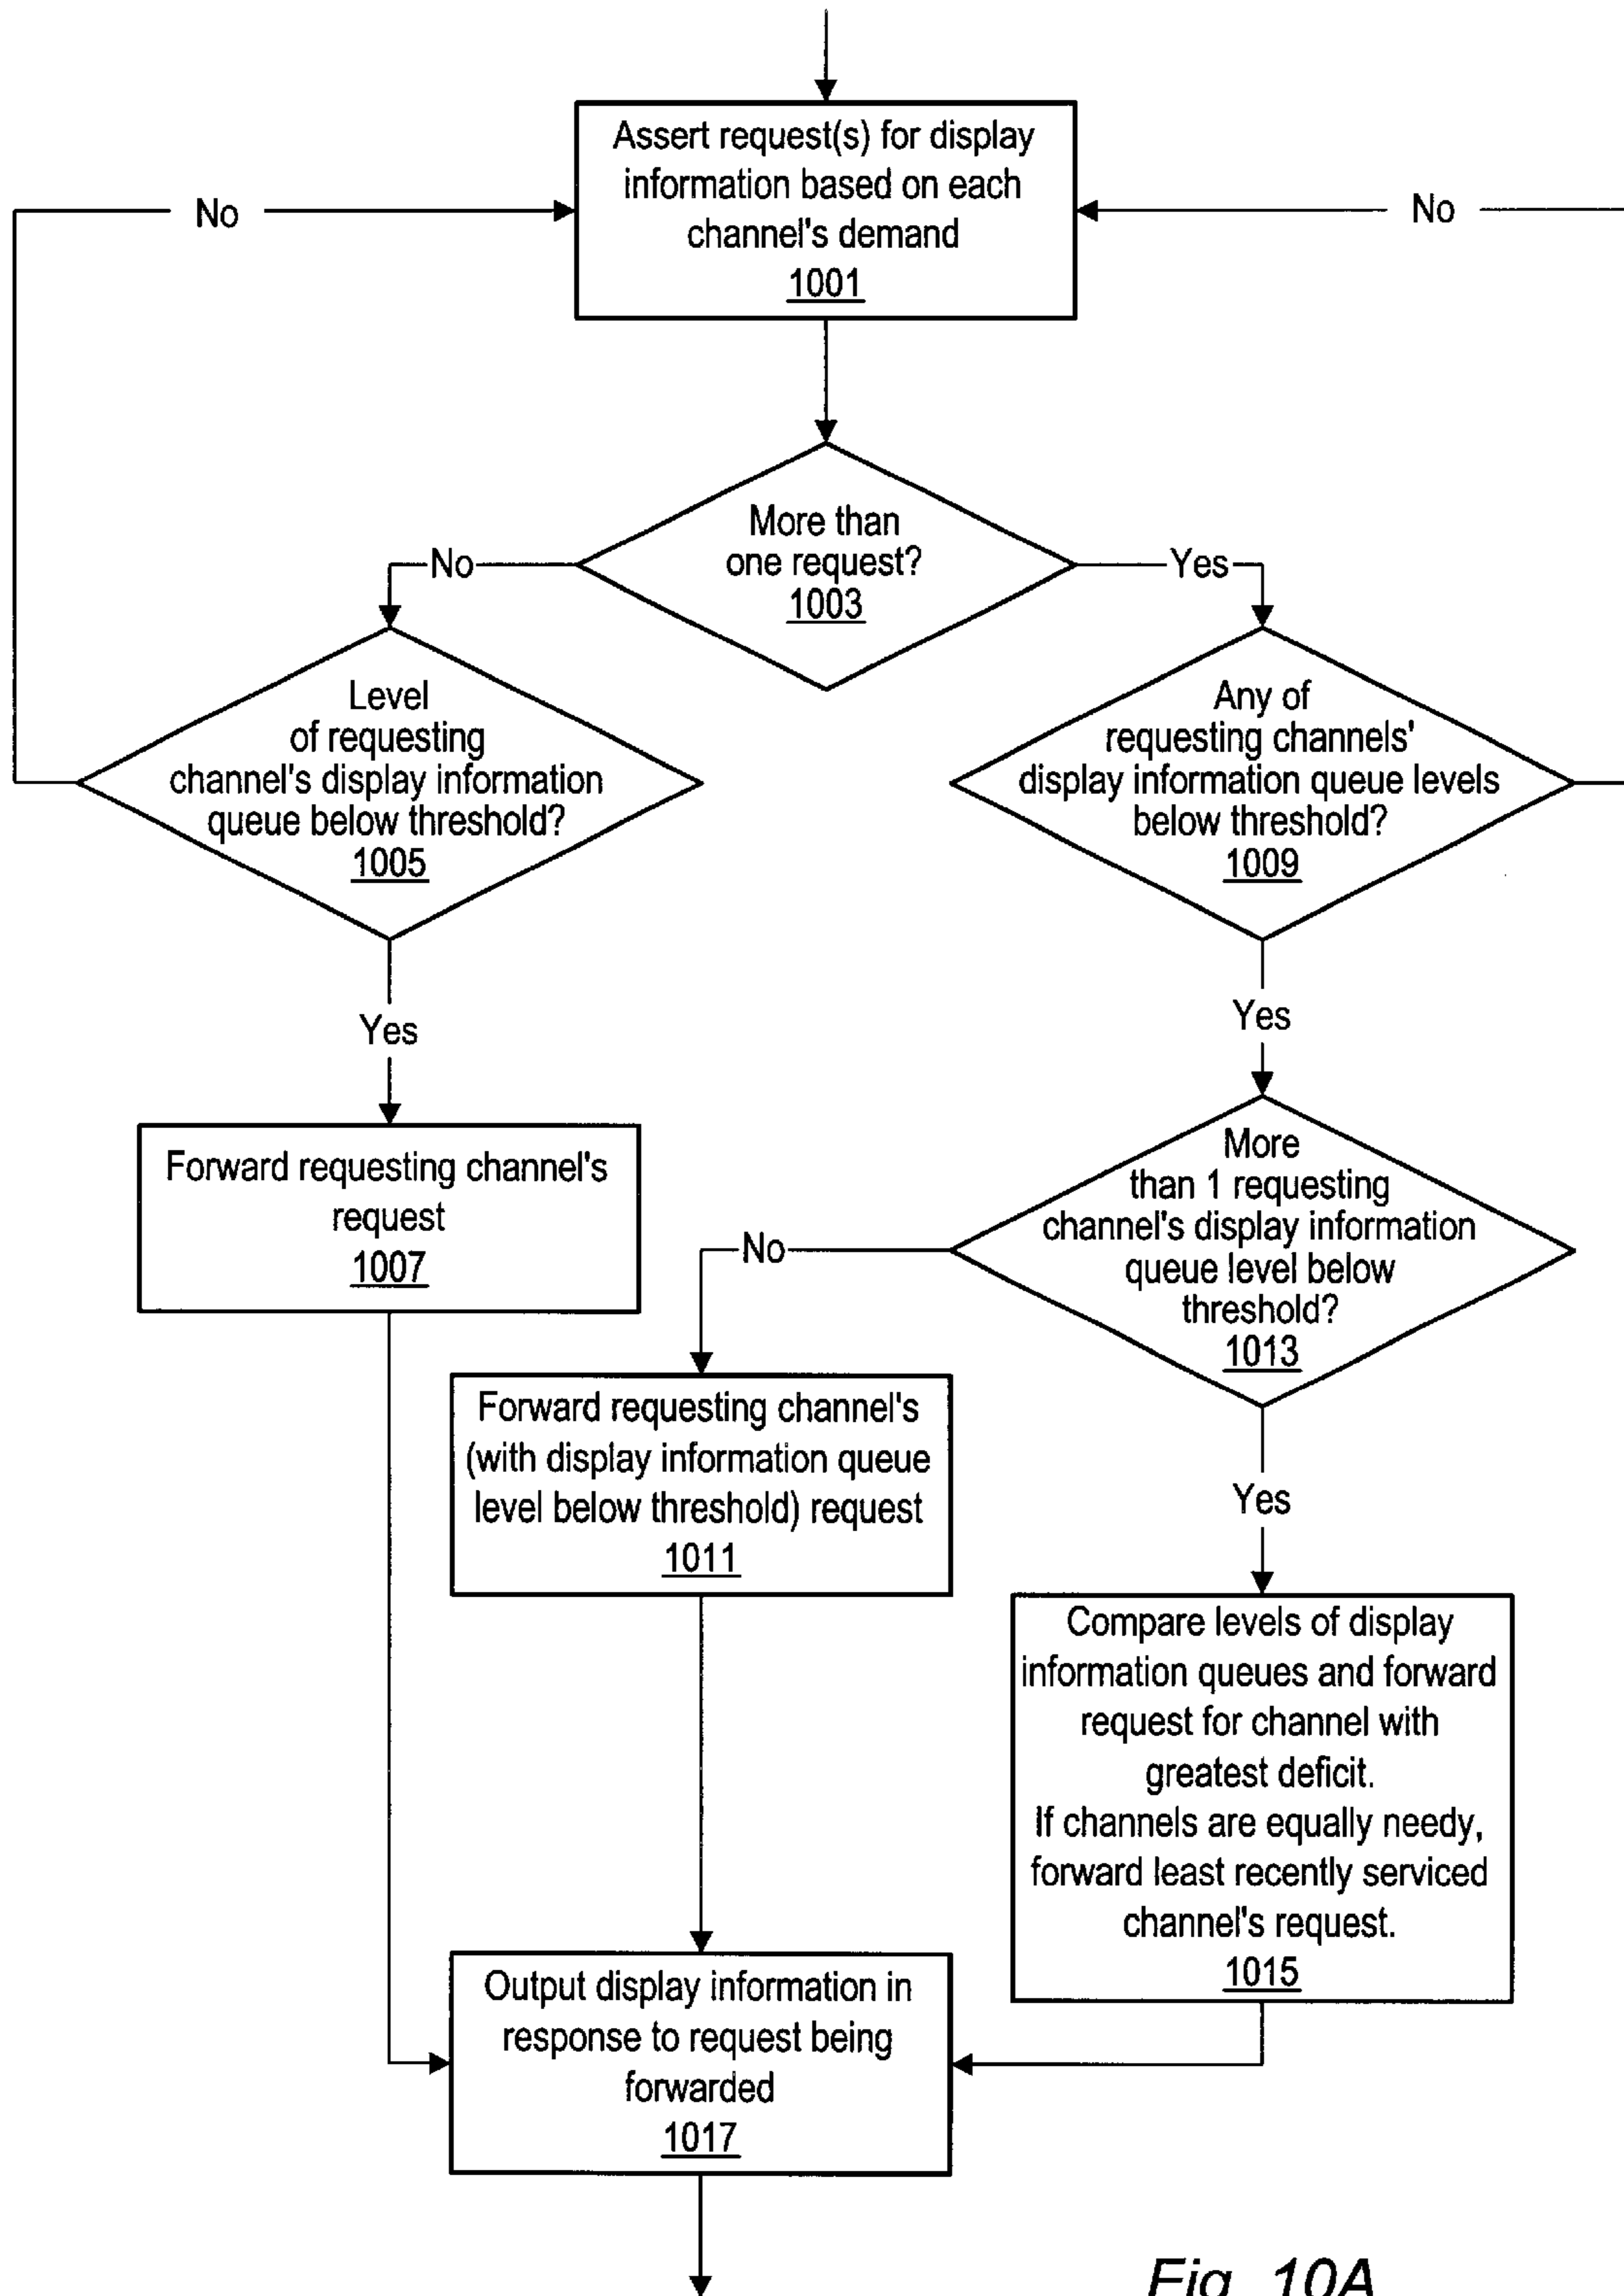 Assert request(s) for display
information based on each
channel's demand
1001
No
No
More than
one request?
1003
No
Yes
Level
of requesting
channel's display information
queue below threshold?
1005
Any of
requesting channels'
display information queue levels
below threshold?
1009
Yes
Yes
Forward requesting channel's
request
1007
More
than 1 requesting
channel's display information
queue level below
threshold?
1013
No
Forward requesting channel's
(with display information queue
level below threshold) request
1011
Yes
Compare levels of display
information queues and forward
request for channel with
greatest deficit.
If channels are equally needy,
forward least recently serviced
channel's request.
1015
Output display information in
response to request being
forwarded
1017
Fig. 10A